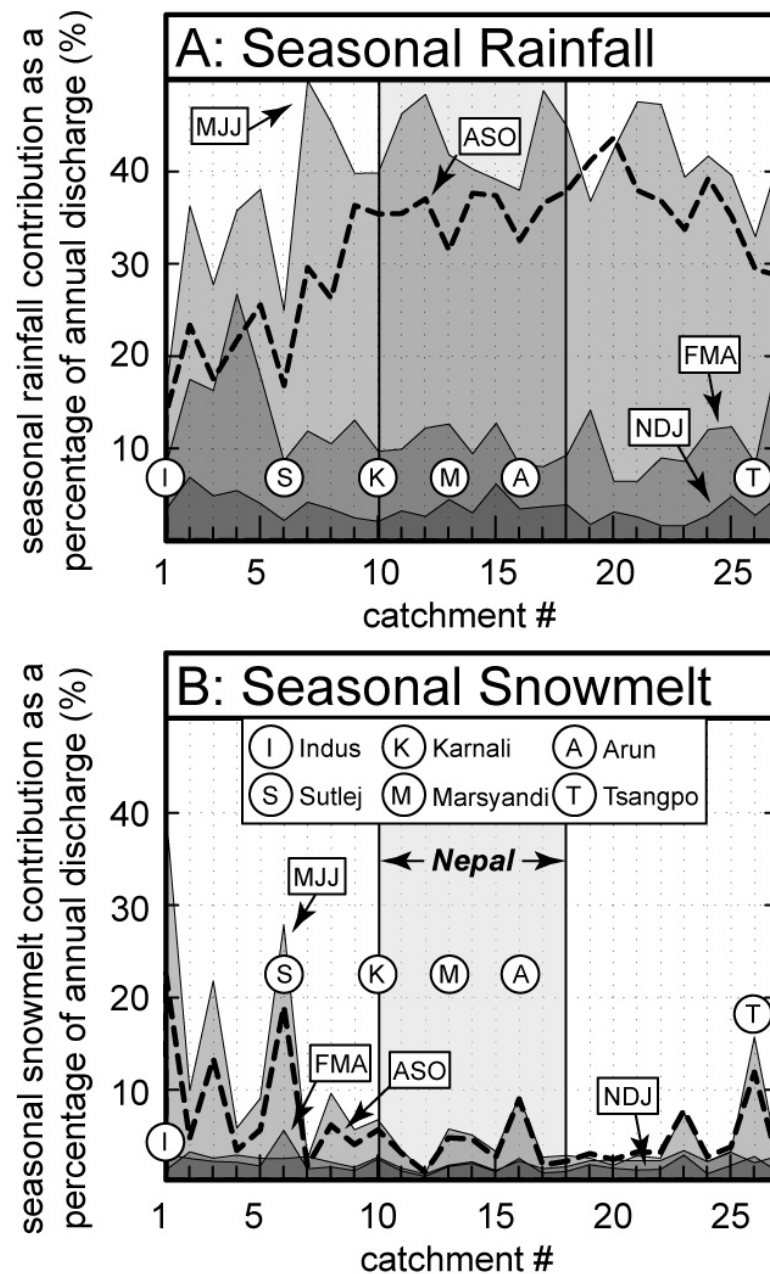 A: Seasonal Rainfall
seasonal rainfall contribution as a
percentage of annual discharge (%)
MJJ
ASO
FMA
NDJ
40
30
20
10
I
S
K
M
A
T
1 5 10 15 20 25
catchment #
B: Seasonal Snowmelt
seasonal snowmelt contribution as a
percentage of annual discharge (%)
I Indus K Karnali A Arun
S Sutlej M Marsyandi T Tsangpo
40
30
20
10
Nepal
MJJ
S
K
M
A
T
FMA
ASO
NDJ
I
1 5 10 15 20 25
catchment #